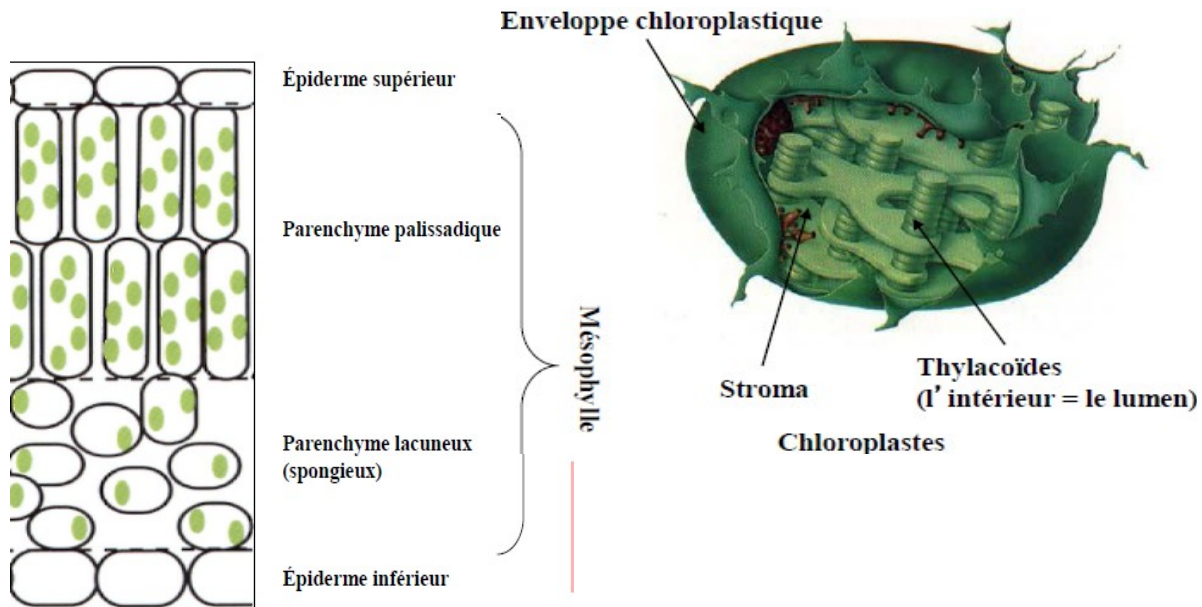 Enveloppe chloroplastique
Épiderme supérieur
Parenchyme palissadique
Mésophylle
Parenchyme lacuneux
(spongieux)
Épiderme inférieur
Stroma
Thylacoïdes
(l' intérieur = le lumen)
Chloroplastes